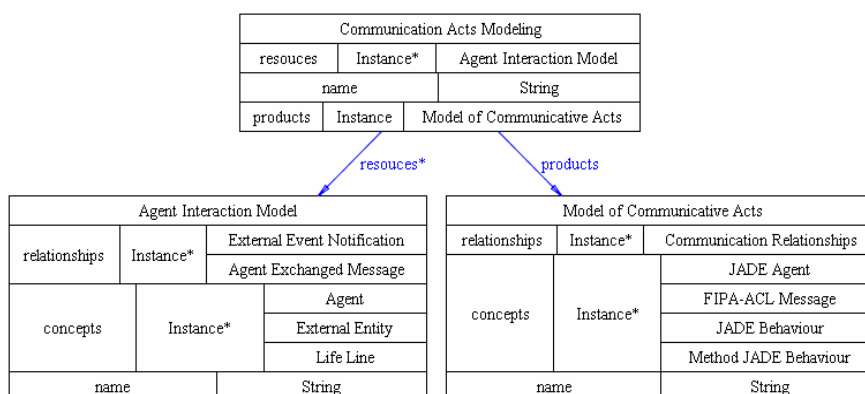 Communication Acts Modeling
resouces Instance* Agent Interaction Model
name String
products Instance Model of Communicative Acts
resouces* products
Agent Interaction Model
relationships Instance* External Event Notification
Agent Exchanged Message
concepts Instance* Agent
External Entity
Life Line
name String
Model of Communicative Acts
relationships Instance* Communication Relationships
concepts Instance* JADE Agent
FIPA-ACL Message
JADE Behaviour
Method JADE Behaviour
name String